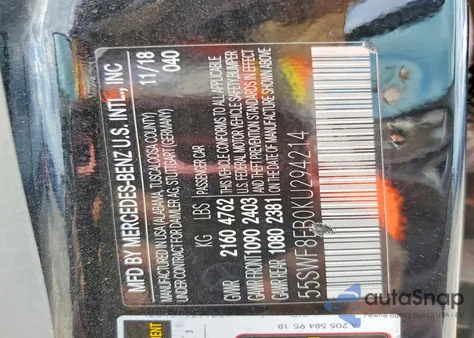 MFD BY MERCEDES-BENZ U.S. INTL., INC
11/18
040
MANUFACTURED IN USA (ALABAMA, TUSCALOOSA COUNTY)
UNDER CONTRACT FOR DAIMLER AG, STUTTGART (GERMANY)
KG LBS PASSENGER CAR
GVWR 2160 4762 THIS VEHICLE CONFORMS TO ALL APPLICABLE
GAWR FRONT 1090 2403 U.S. FEDERAL MOTOR VEHICLE SAFETY/BUMPER
GAWR REAR 1080 2381 AND THEFT PREVENTION STANDARDS IN EFFECT
ON THE DATE OF MANUFACTURE SHOWN ABOVE
55SWF8EB0KU294214
205 584 95 18
autoSnap